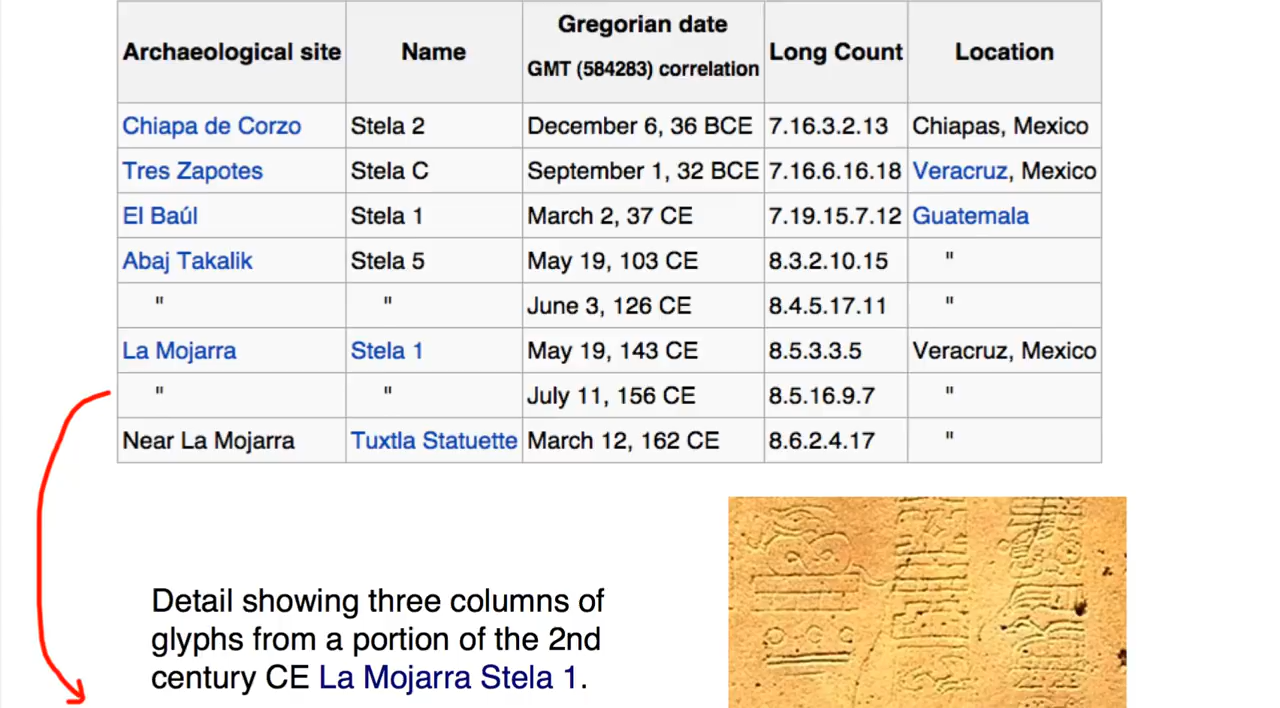 Archaeological site Name Gregorian date GMT (584283) correlation Long Count Location
Chiapa de Corzo Stela 2 December 6, 36 BCE 7.16.3.2.13 Chiapas, Mexico
Tres Zapotes Stela C September 1, 32 BCE 7.16.6.16.18 Veracruz, Mexico
El Baúl Stela 1 March 2, 37 CE 7.19.15.7.12 Guatemala
Abaj Takalik Stela 5 May 19, 103 CE 8.3.2.10.15 "
" " June 3, 126 CE 8.4.5.17.11 "
La Mojarra Stela 1 May 19, 143 CE 8.5.3.3.5 Veracruz, Mexico
" " July 11, 156 CE 8.5.16.9.7 "
Near La Mojarra Tuxtla Statuette March 12, 162 CE 8.6.2.4.17 "
Detail showing three columns of
glyphs from a portion of the 2nd
century CE La Mojarra Stela 1.